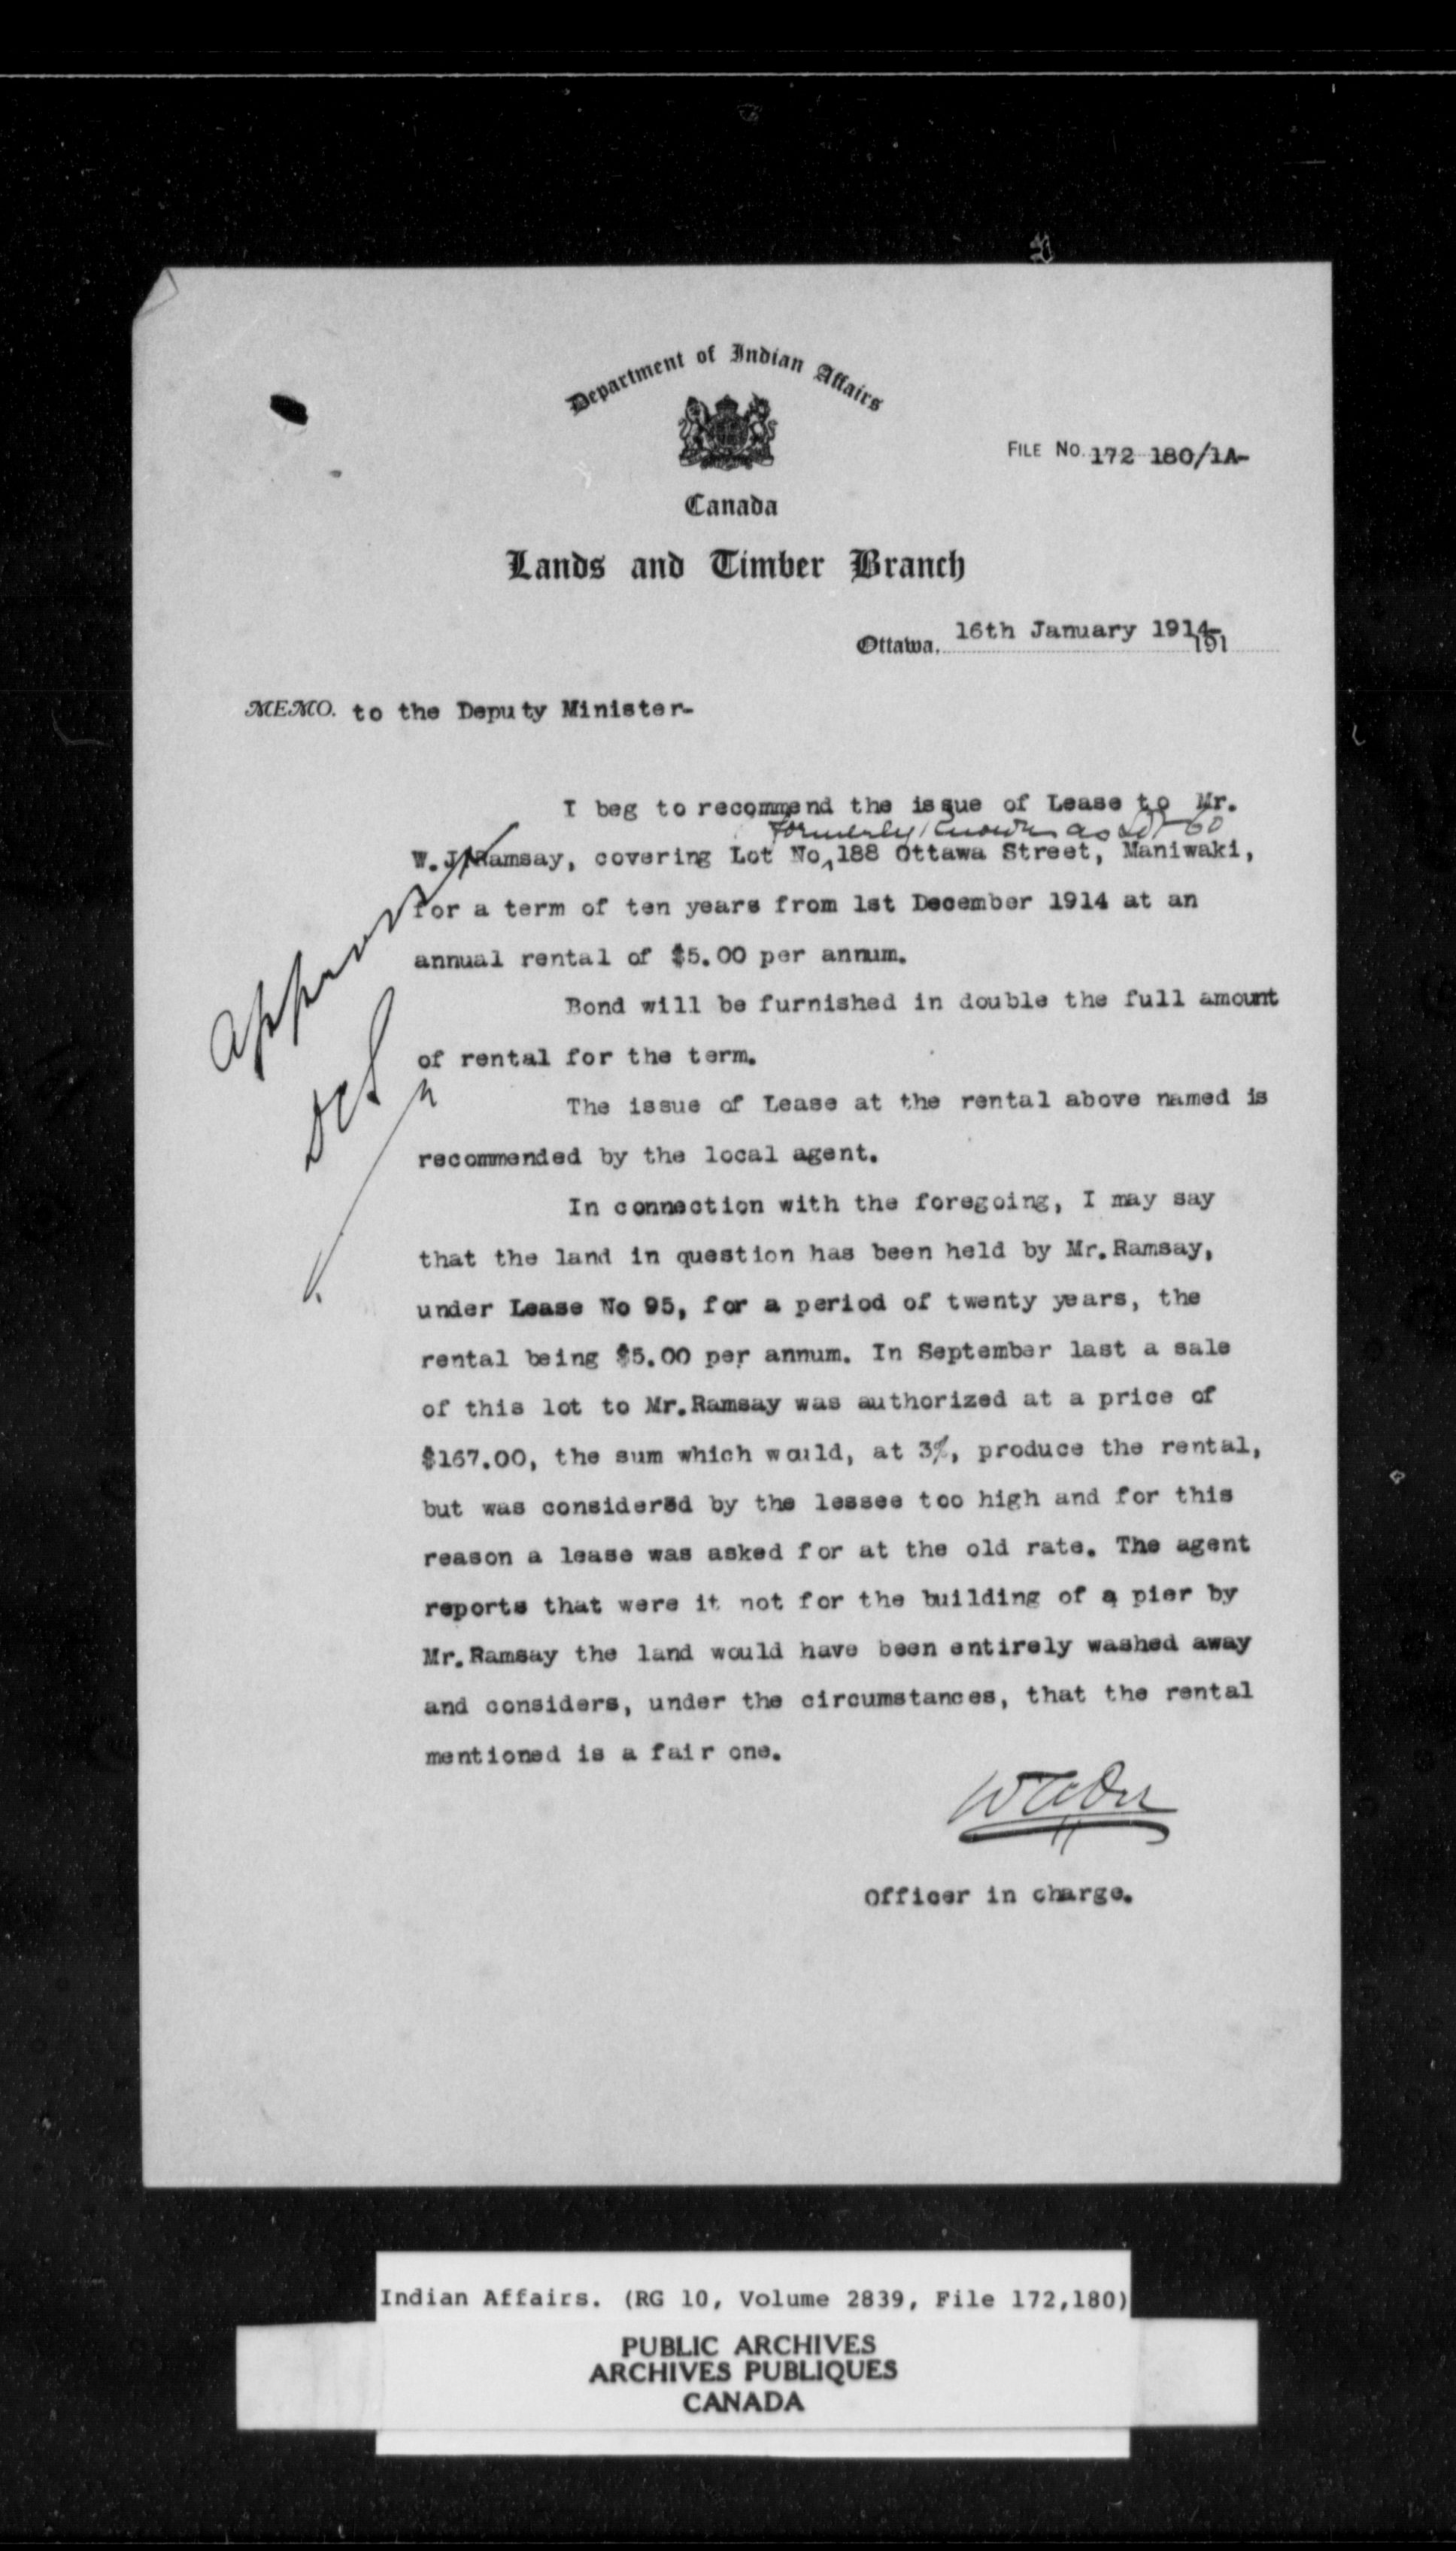 Department of Indian Affairs
Canada
FILE No. 172 180/1A-
Lands and Timber Branch
Ottawa, 16th January 1914- 191
MEMO. to the Deputy Minister-
I beg to recommend the issue of Lease to Mr.
formerly known as Lot 60
W.J.Ramsay, covering Lot No 188 Ottawa Street, Maniwaki,
for a term of ten years from 1st December 1914 at an
annual rental of $5.00 per annum.
Bond will be furnished in double the full amount
of rental for the term.
The issue of Lease at the rental above named is
recommended by the local agent.
In connection with the foregoing, I may say
that the land in question has been held by Mr.Ramsay,
under Lease No 95, for a period of twenty years, the
rental being $5.00 per annum. In September last a sale
of this lot to Mr.Ramsay was authorized at a price of
$167.00, the sum which would, at 3%, produce the rental,
but was considered by the lessee too high and for this
reason a lease was asked for at the old rate. The agent
reports that were it not for the building of a pier by
Mr.Ramsay the land would have been entirely washed away
and considers, under the circumstances, that the rental
mentioned is a fair one.
Approved
DCS
Officer in charge.
Indian Affairs. (RG 10, Volume 2839, File 172,180)
PUBLIC ARCHIVES
ARCHIVES PUBLIQUES
CANADA